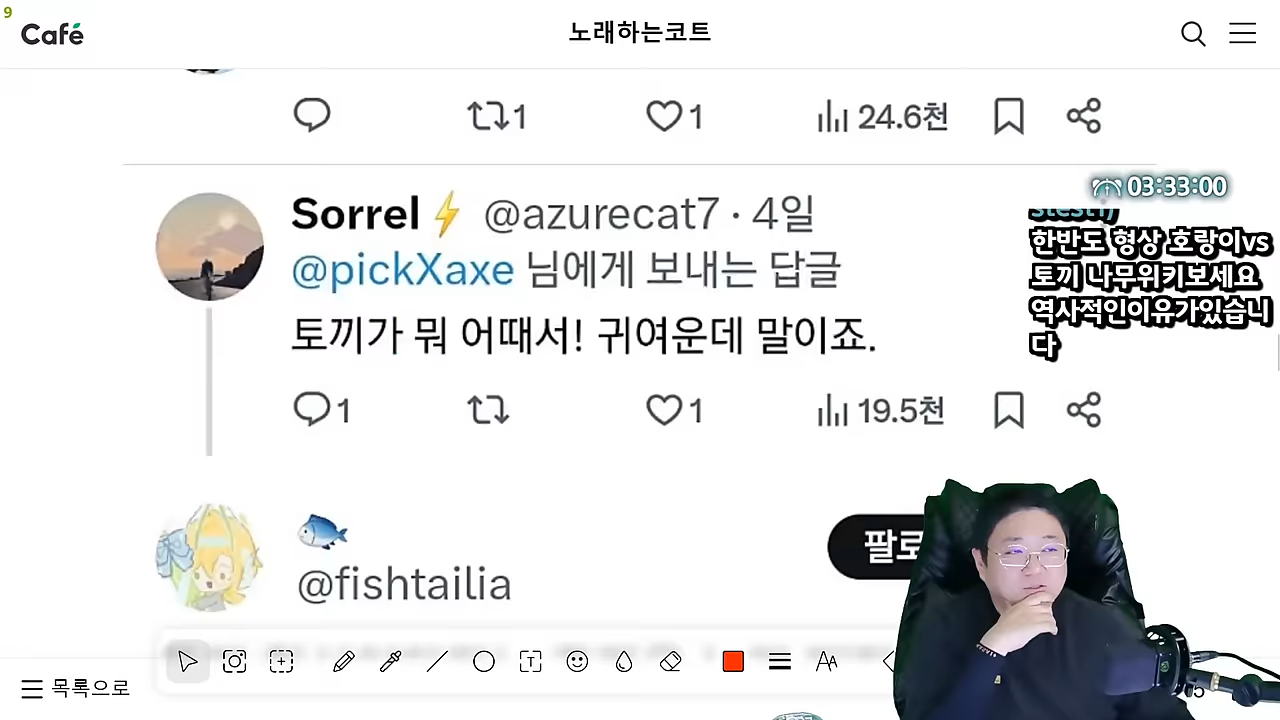 9
Café
노래하는코트
1
1
24.6천
Sorrel⚡ @azurecat7 · 4일
@pickXaxe 님에게 보내는 답글
토끼가 뭐 어때서! 귀여운데 말이죠.
1
1
19.5천
03:33:00
한반도 형상 호랑이vs
토끼 나무위키보세요
역사적인이유가있습니
다
🐟
팔로
@fishtailia
T
AA
목록으로